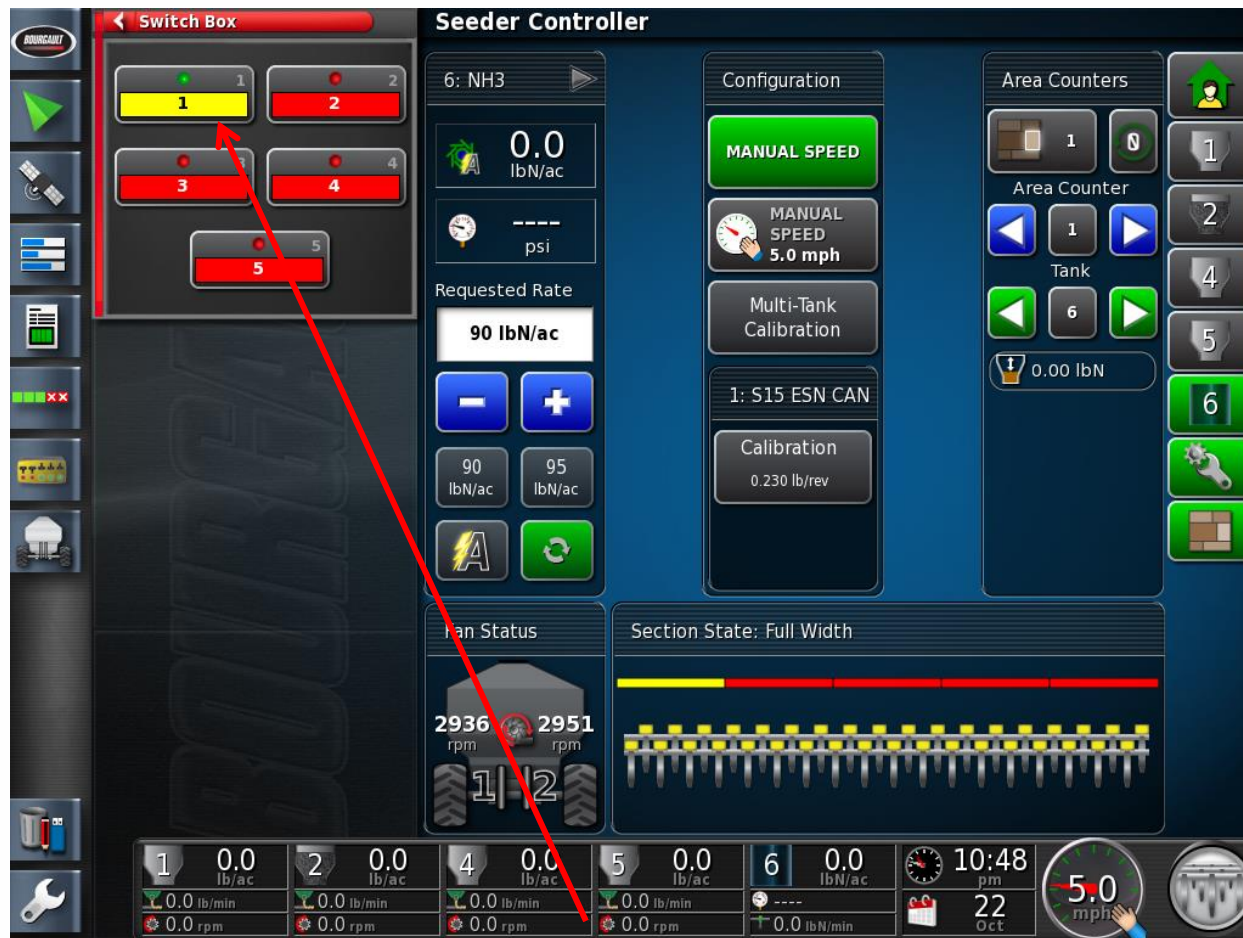 BOURGAULT
Switch Box
1
1
2
2
3
3
4
4
5
5
Seeder Controller
6: NH3
0.0
lbN/ac
----
psi
Requested Rate
90 lbN/ac
90
lbN/ac
95
lbN/ac
A
Configuration
MANUAL SPEED
MANUAL
SPEED
5.0 mph
Multi-Tank
Calibration
1: S15 ESN CAN
Calibration
0.230 lb/rev
Area Counters
1
0
Area Counter
1
Tank
6
0.00 lbN
1
2
4
5
6
Fan Status
2936
rpm
2951
rpm
1
2
Section State: Full Width
1
0.0
lb/ac
0.0 lb/min
0.0 rpm
2
0.0
lb/ac
0.0 lb/min
0.0 rpm
4
0.0
lb/ac
0.0 lb/min
0.0 rpm
5
0.0
lb/ac
0.0 lb/min
0.0 rpm
6
0.0
lbN/ac
----
0.0 lbN/min
10:48
pm
22
Oct
5.0
mph